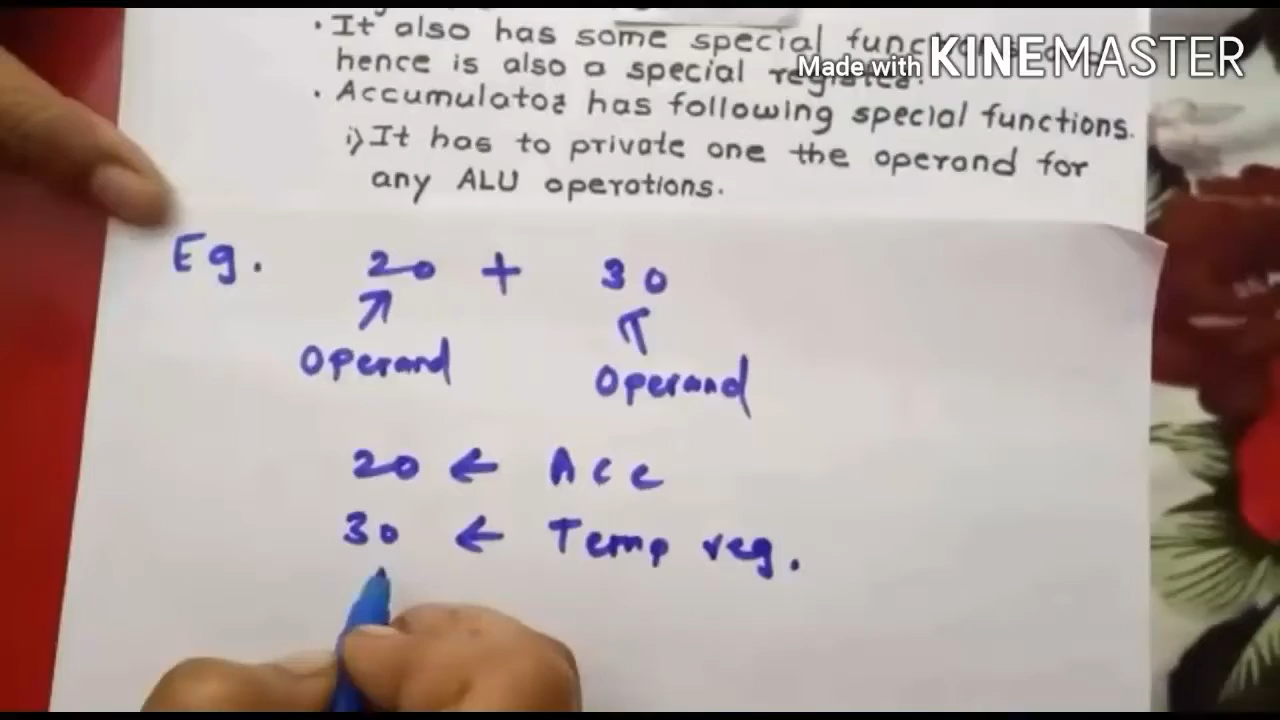 • It also has some special
hence is also a special register.
• Accumulator has following special functions.
i) It has to private one the operand for
any ALU operations.
Eg. 20 + 30
Operand Operand
20 ← Acc
30 ← Temp reg.
Made with KINEMASTER